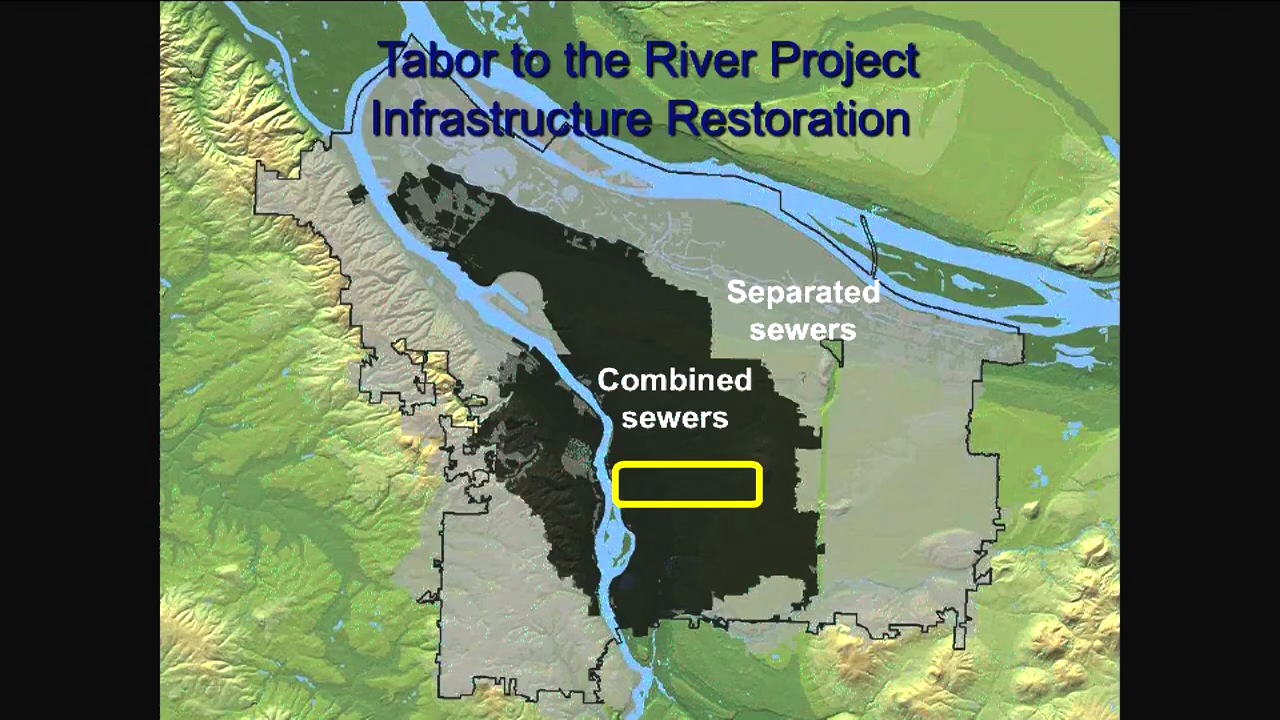 Tabor to the River Project
Infrastructure Restoration
Separated
sewers
Combined
sewers